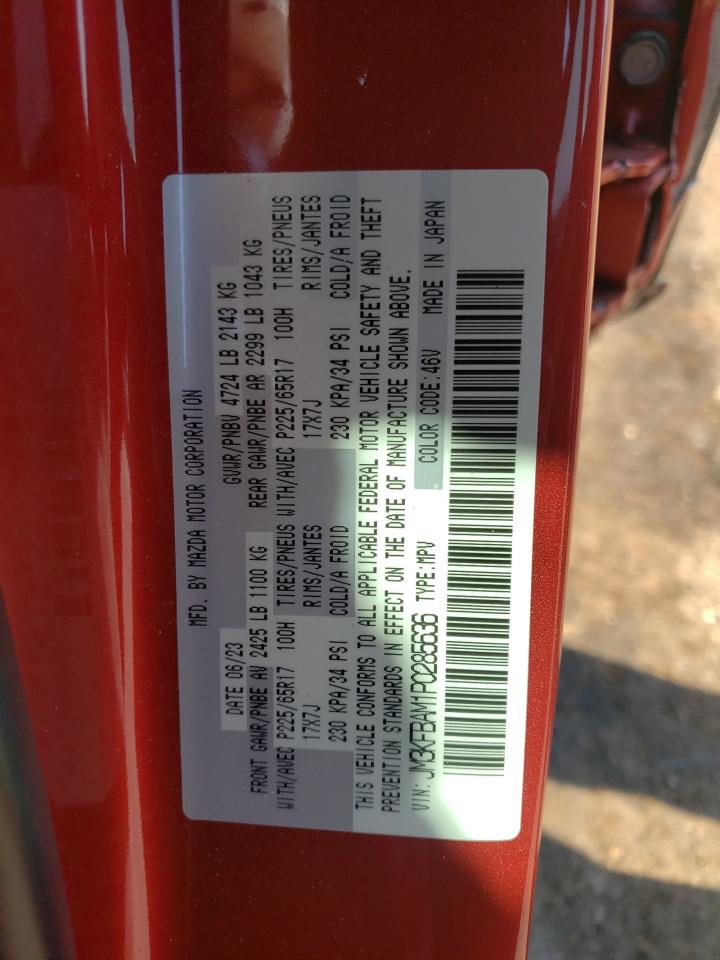 MFD. BY MAZDA MOTOR CORPORATION
DATE 06/23 GVWR/PNBV 4724 LB 2143 KG
FRONT GAWR/PNBE AV 2425 LB 1100 KG REAR GAWR/PNBE AR 2299 LB 1043 KG
WITH/AVEC P225/65R17 100H TIRES/PNEUS WITH/AVEC P225/65R17 100H TIRES/PNEUS
17X7J RIMS/JANTES 17X7J RIMS/JANTES
230 KPA/34 PSI COLD/A FROID 230 KPA/34 PSI COLD/A FROID
THIS VEHICLE CONFORMS TO ALL APPLICABLE FEDERAL MOTOR VEHICLE SAFETY AND THEFT
PREVENTION STANDARDS IN EFFECT ON THE DATE OF MANUFACTURE SHOWN ABOVE.
VIN: JM3KFBAM1P0285636 TYPE:MPV COLOR CODE:46V MADE IN JAPAN